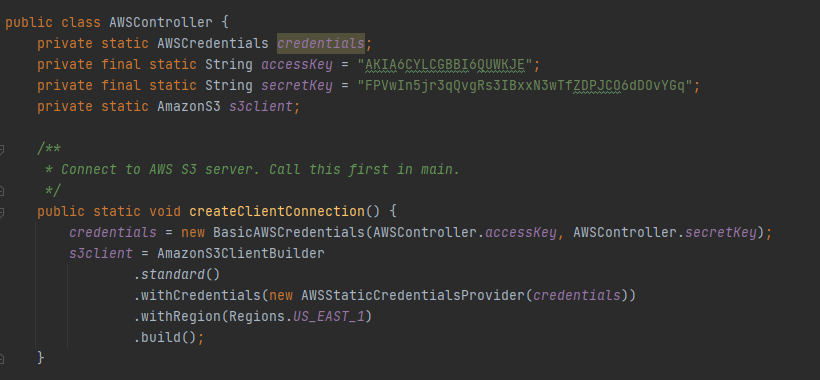 public class AWSController {
private static AWSCredentials credentials;
private final static String accessKey = "AKIA6CYLCGBBI6QUWKJE";
private final static String secretKey = "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";
private static AmazonS3 s3client;
/**
* Connect to AWS S3 server. Call this first in main.
*/
public static void createClientConnection() {
credentials = new BasicAWSCredentials(AWSController.accessKey, AWSController.secretKey);
s3client = AmazonS3ClientBuilder
.standard()
.withCredentials(new AWSStaticCredentialsProvider(credentials))
.withRegion(Regions.US_EAST_1)
.build();
}